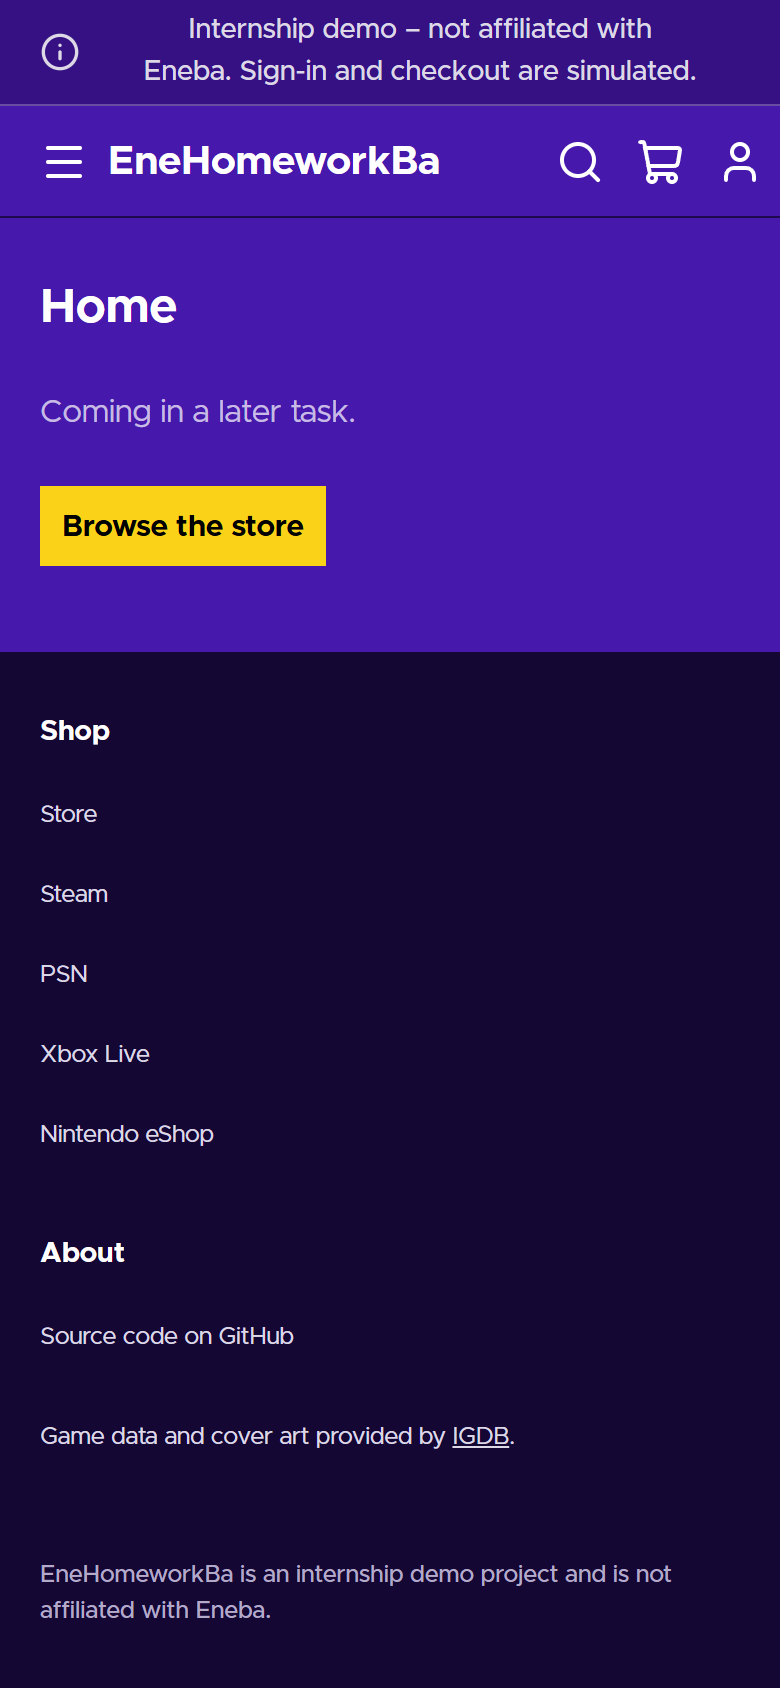 Internship demo – not affiliated with
Eneba. Sign-in and checkout are simulated.
EneHomeworkBa
Home
Coming in a later task.
Browse the store
Shop
Store
Steam
PSN
Xbox Live
Nintendo eShop
About
Source code on GitHub
Game data and cover art provided by IGDB.
EneHomeworkBa is an internship demo project and is not
affiliated with Eneba.